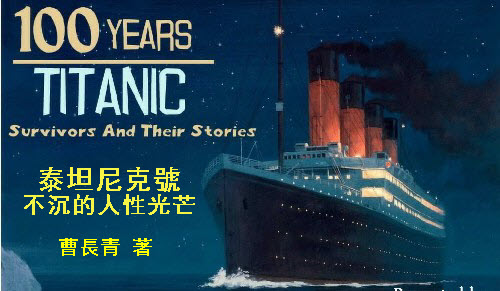 100 YEARS
TITANIC
Survivors And Their Stories
泰坦尼克號
不沉的人性光芒
曹長青 著